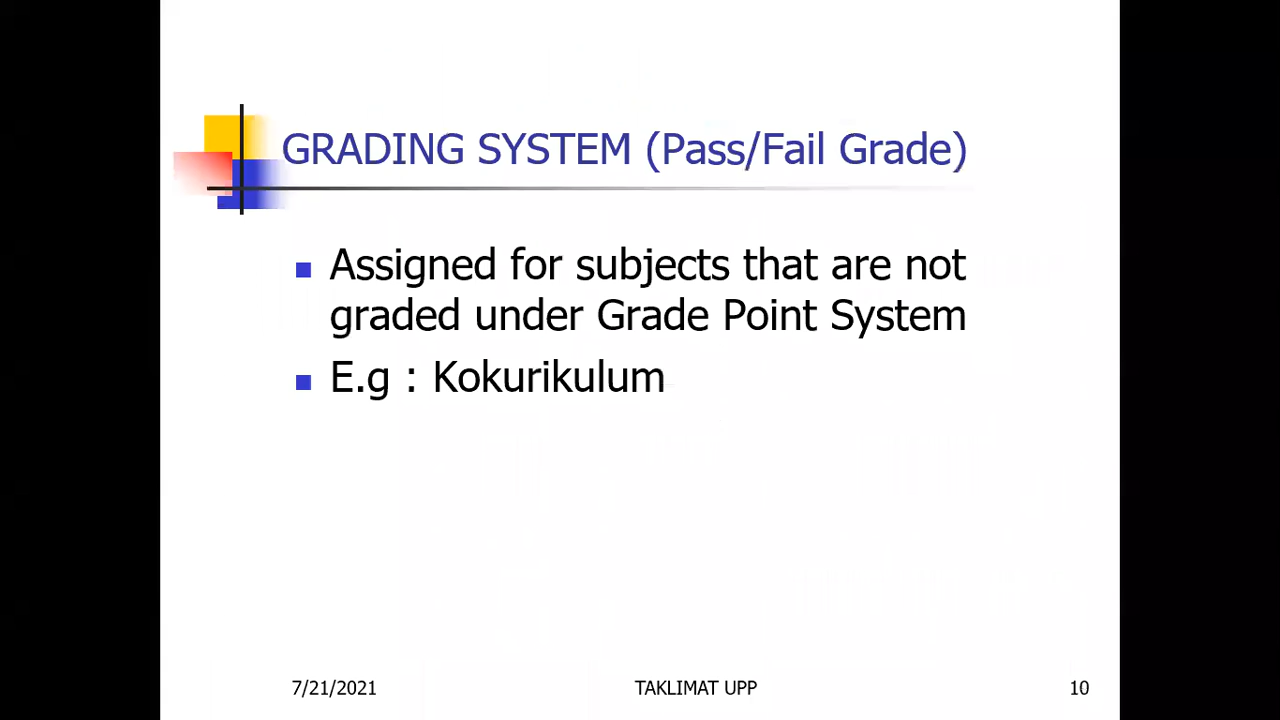 GRADING SYSTEM (Pass/Fail Grade)
Assigned for subjects that are not
graded under Grade Point System
E.g : Kokurikulum
7/21/2021
TAKLIMAT UPP
10